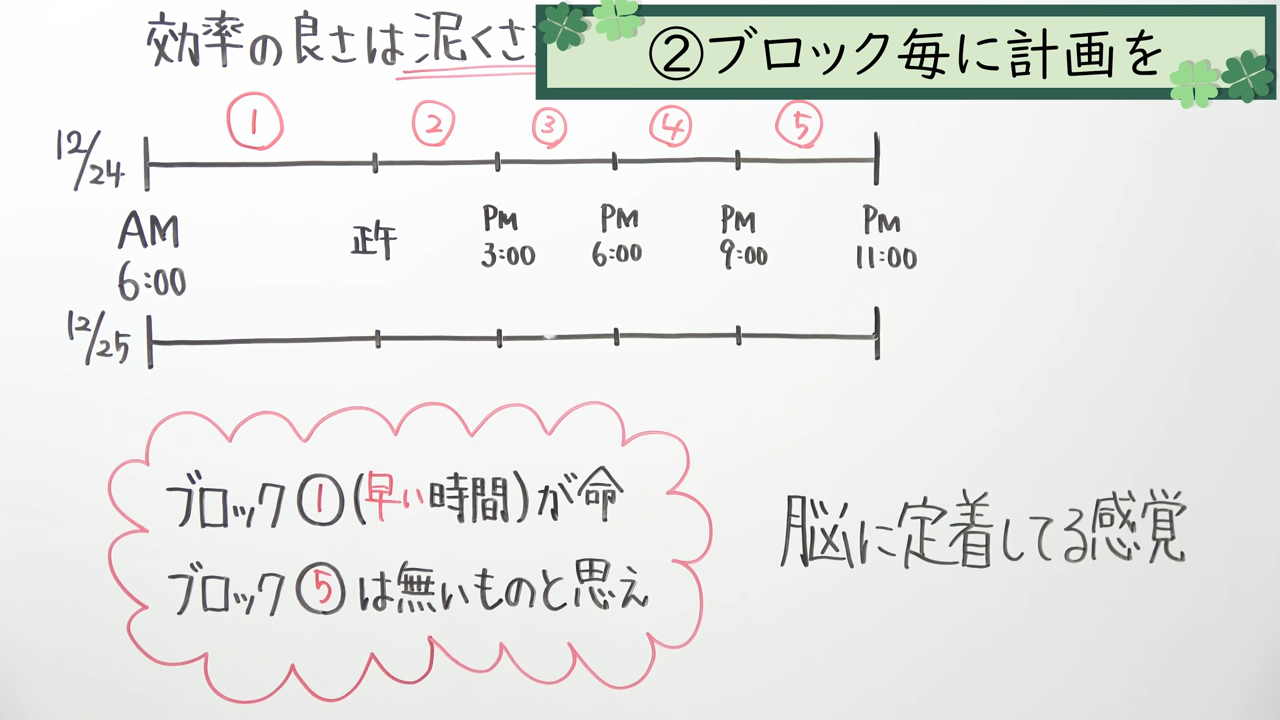 効率の良さは泥くさ
②ブロック毎に計画を
① ② ③ ④ ⑤
12/24
AM 6:00
正午
PM 3:00
PM 6:00
PM 9:00
PM 11:00
12/25
ブロック①(早い時間)が命
ブロック⑤は無いものと思え
脳に定着してる感覚